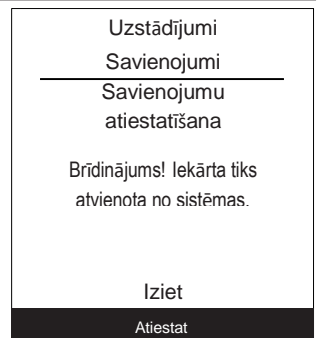 Uzstādījumi
Savienojumi
Savienojumu
atiestatīšana
Brīdinājums! Iekārta tiks
atvienota no sistēmas.
Iziet
Atiestat